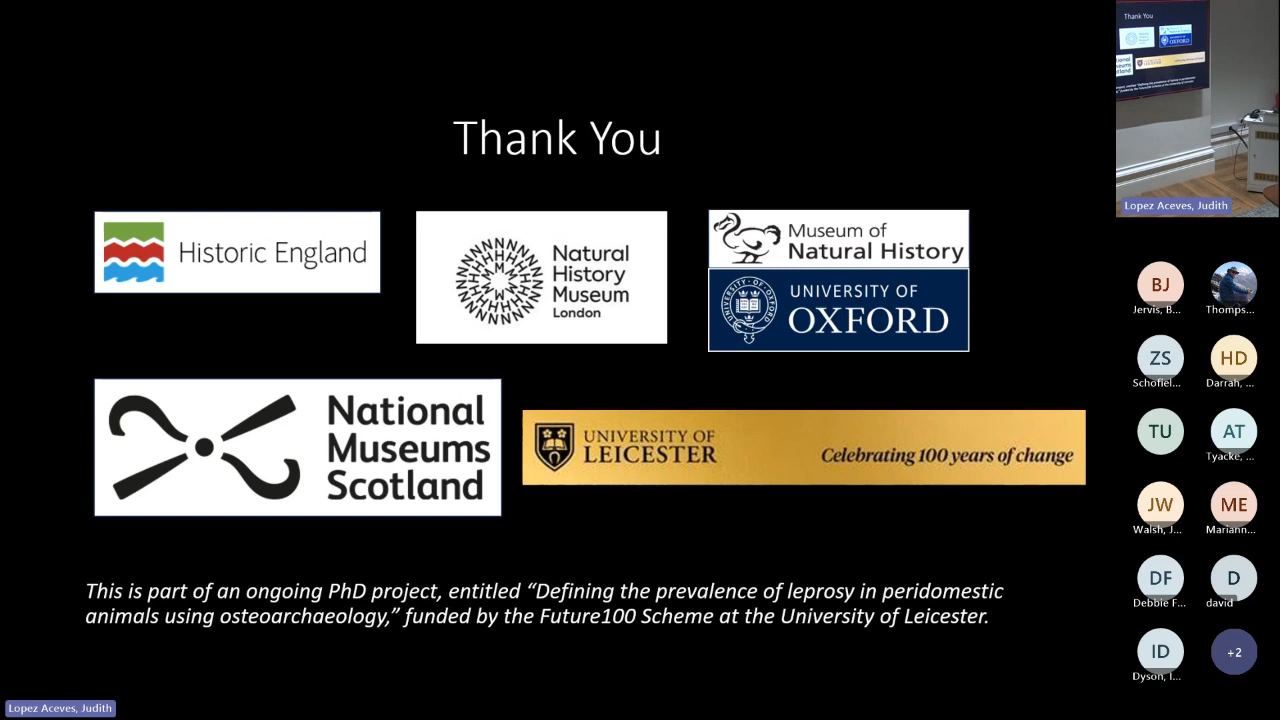 Thank You
Historic England
Natural
History
Museum
London
Museum of
Natural History
UNIVERSITY OF
OXFORD
National
Museums
Scotland
UNIVERSITY OF
LEICESTER
Celebrating 100 years of change
This is part of an ongoing PhD project, entitled “Defining the prevalence of leprosy in peridomestic
animals using osteoarchaeology,” funded by the Future100 Scheme at the University of Leicester.
Lopez Aceves, Judith
Thank You
OXFORD
Lopez Aceves, Judith
BJ
Jervis, B...
Thomps...
ZS
Schofiel...
HD
Darrah, ...
TU
AT
Tyacke, ...
JW
Walsh, J...
ME
Mariann...
DF
Debbie F...
D
david
ID
Dyson, I...
+2